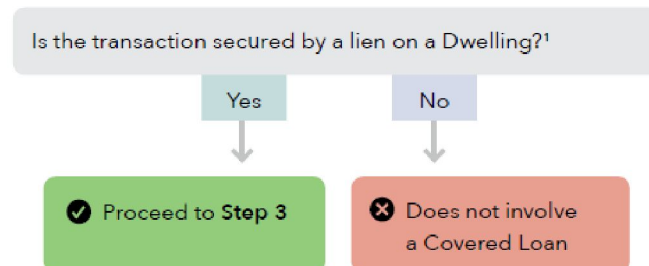 Is the transaction secured by a lien on a Dwelling?¹
Yes
No
Proceed to Step 3
Does not involve
a Covered Loan